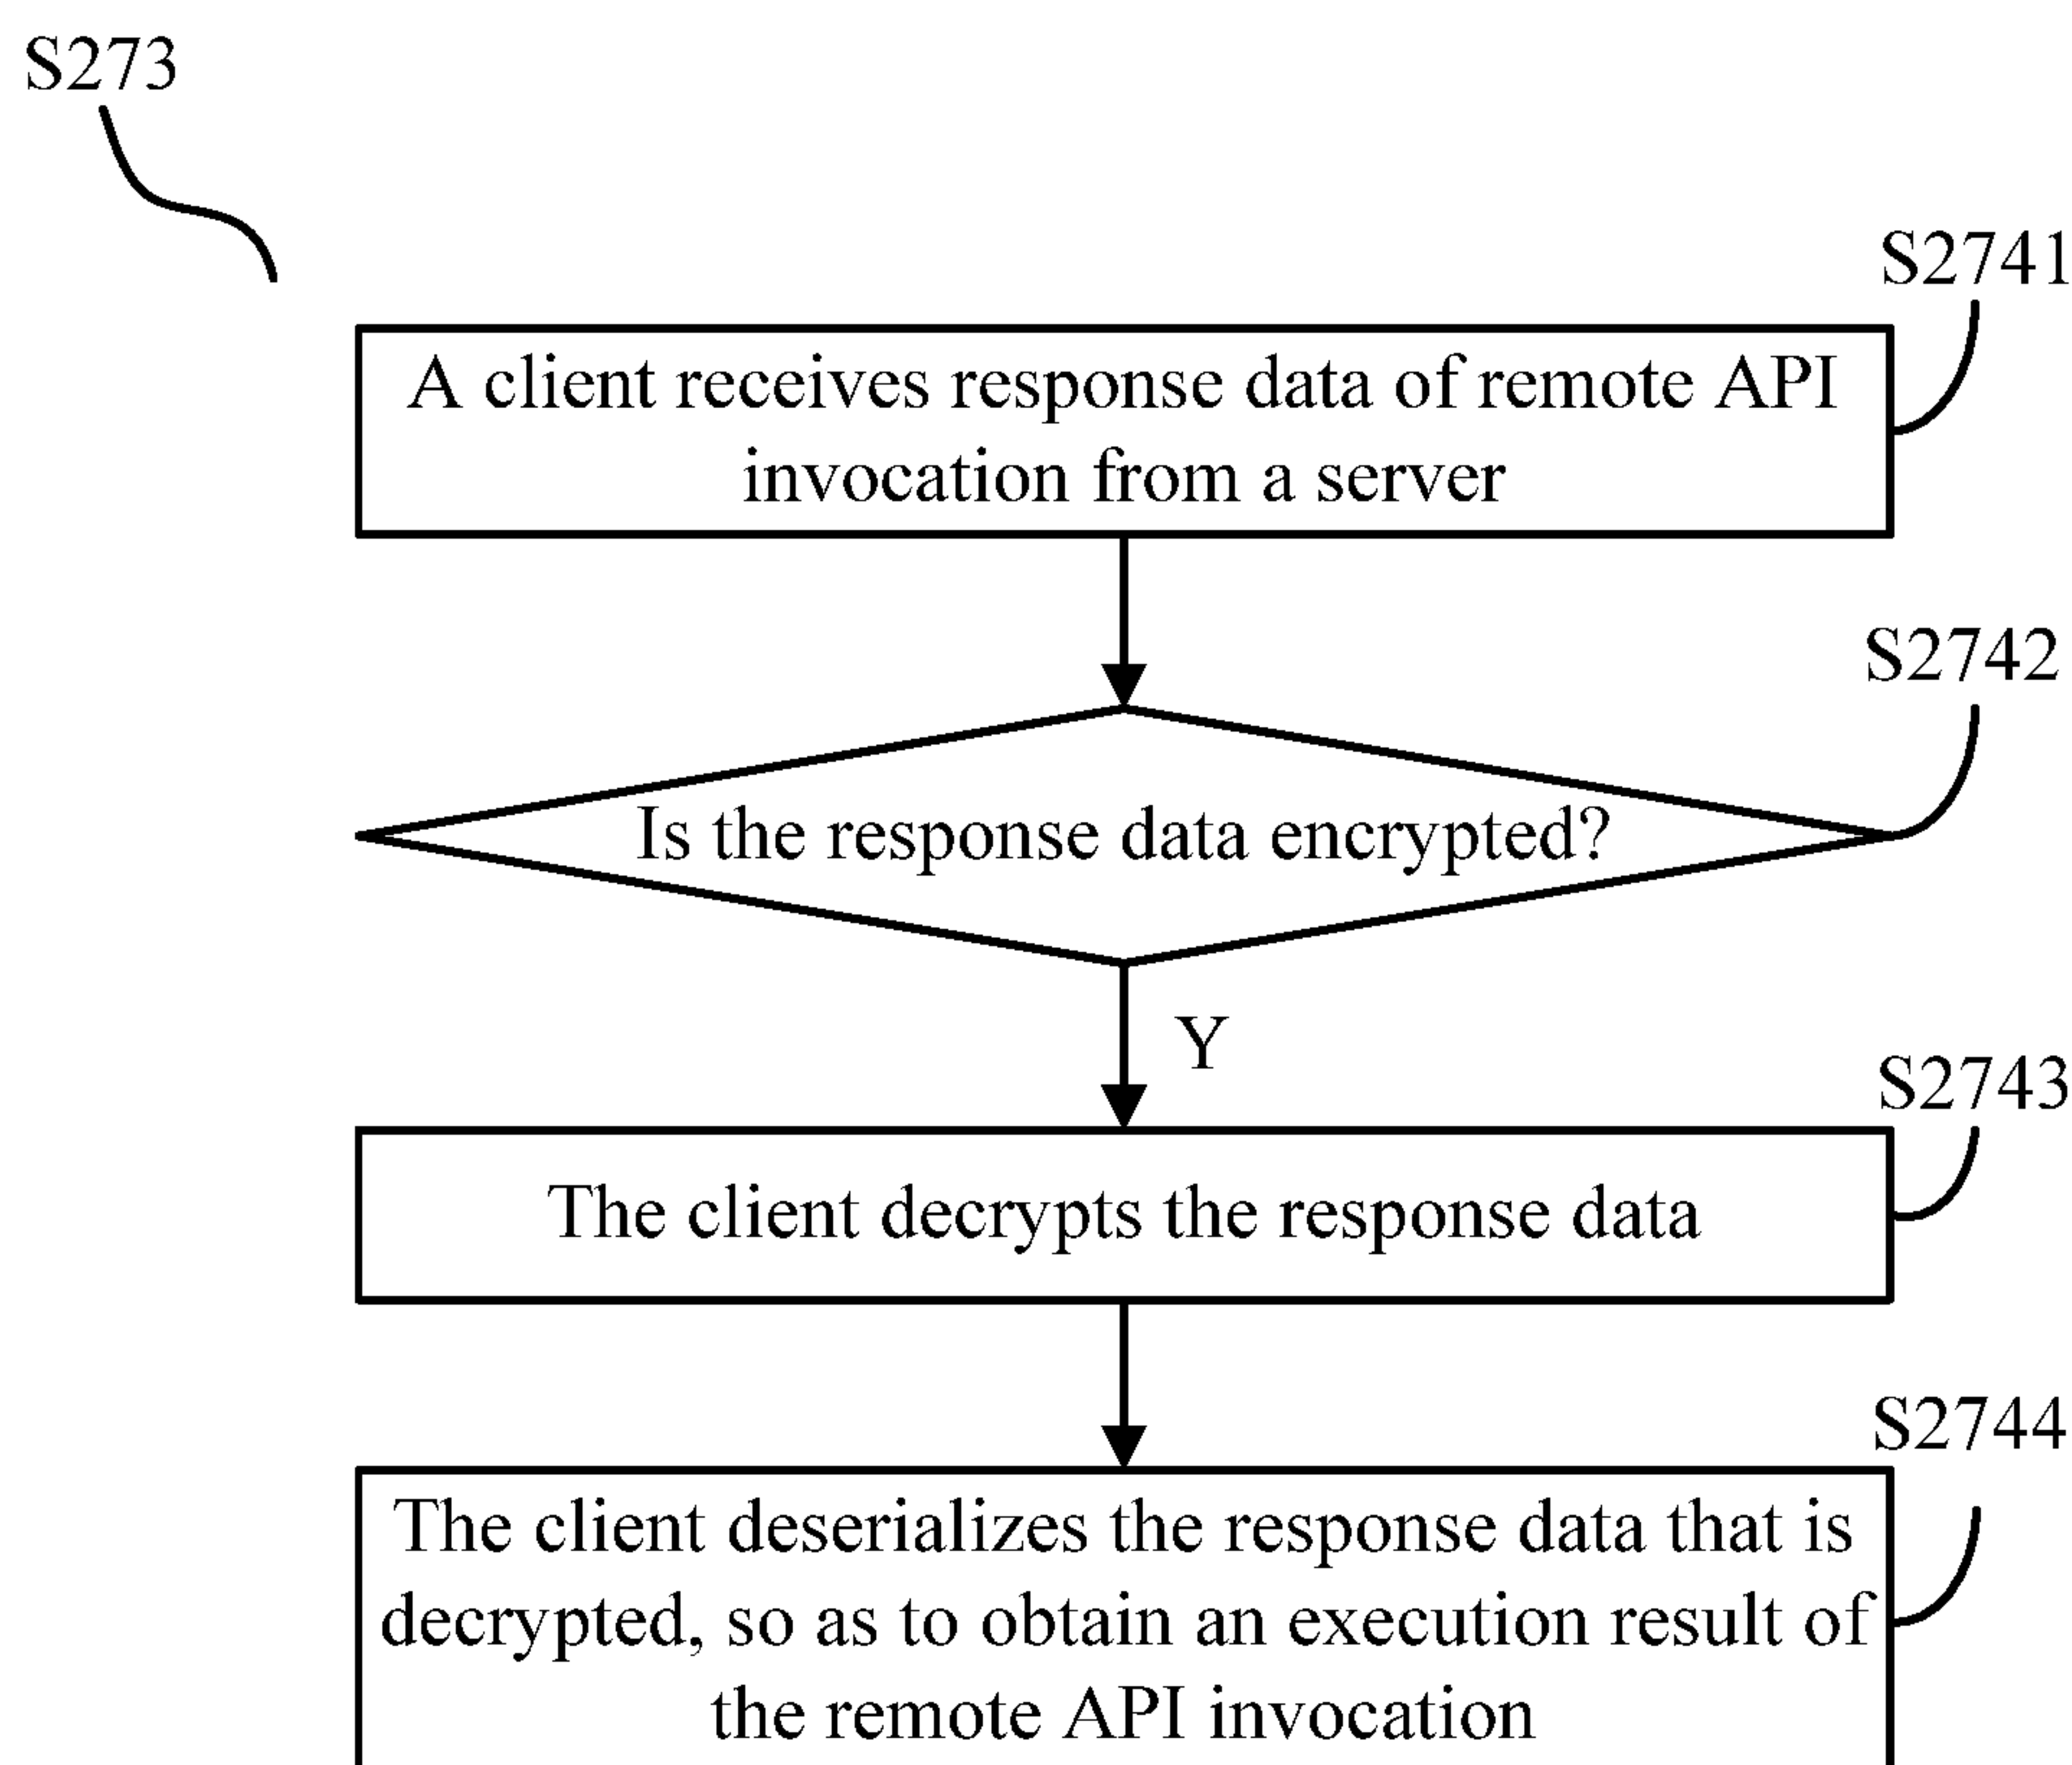 S273
S2741
A client receives response data of remote API
invocation from a server
S2742
Is the response data encrypted?
Y
S2743
The client decrypts the response data
S2744
The client deserializes the response data that is
decrypted, so as to obtain an execution result of
the remote API invocation